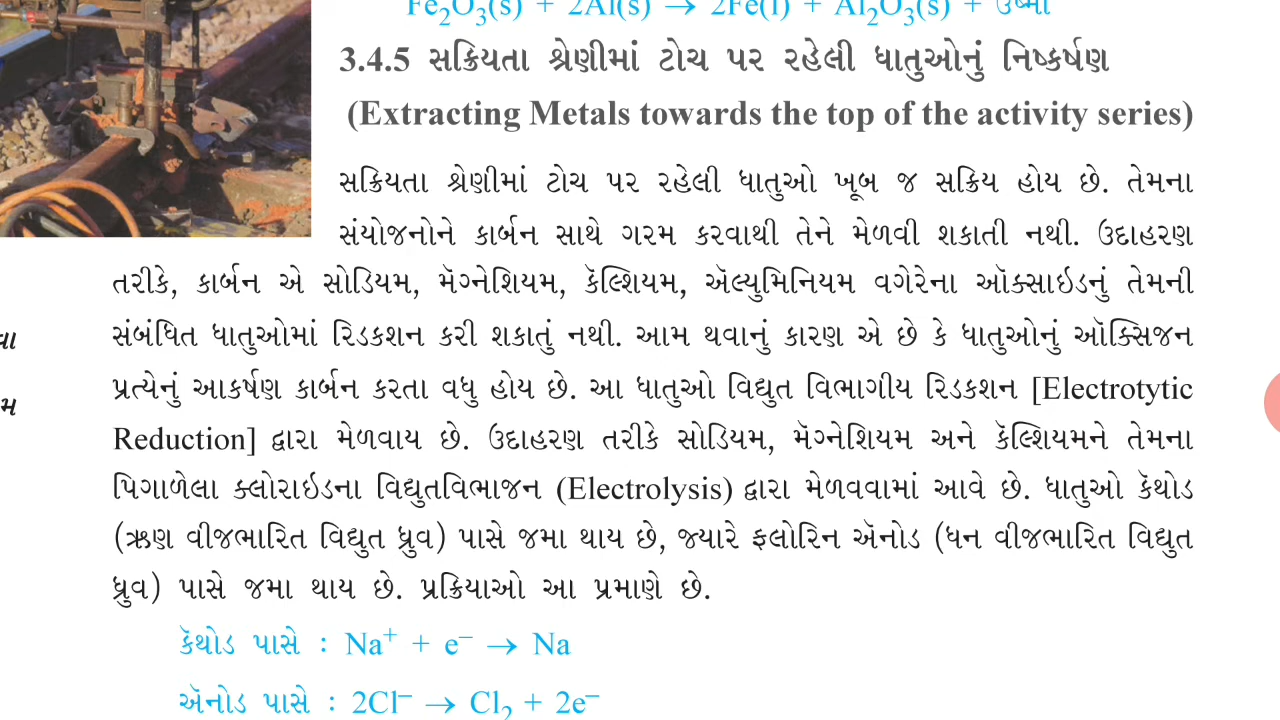 Fe₂O₃(s) + 2Al(s) → 2Fe(l) + Al₂O₃(s) + ઉષ્મા
3.4.5 સક્રિયતા શ્રેણીમાં ટોચ પર રહેલી ધાતુઓનું નિષ્કર્ષણ
(Extracting Metals towards the top of the activity series)
સક્રિયતા શ્રેણીમાં ટોચ પર રહેલી ધાતુઓ ખૂબ જ સક્રિય હોય છે. તેમના
સંયોજનોને કાર્બન સાથે ગરમ કરવાથી તેને મેળવી શકાતી નથી. ઉદાહરણ
તરીકે, કાર્બન એ સોડિયમ, મૅગ્નેશિયમ, કૅલ્શિયમ, ઍલ્યુમિનિયમ વગેરેના ઑક્સાઇડનું તેમની
સંબંધિત ધાતુઓમાં રિડકશન કરી શકાતું નથી. આમ થવાનું કારણ એ છે કે ધાતુઓનું ઑક્સિજન
પ્રત્યેનું આકર્ષણ કાર્બન કરતા વધુ હોય છે. આ ધાતુઓ વિદ્યુત વિભાગીય રિડકશન [Electrotytic
Reduction] દ્વારા મેળવાય છે. ઉદાહરણ તરીકે સોડિયમ, મૅગ્નેશિયમ અને કૅલ્શિયમને તેમના
પિગાળેલા ક્લોરાઇડના વિદ્યુતવિભાજન (Electrolysis) દ્વારા મેળવવામાં આવે છે. ધાતુઓ કૅથોડ
(ઋણ વીજભારિત વિદ્યુત ધ્રુવ) પાસે જમા થાય છે, જ્યારે ફલોરિન ઍનોડ (ધન વીજભારિત વિદ્યુત
ધ્રુવ) પાસે જમા થાય છે. પ્રક્રિયાઓ આ પ્રમાણે છે.
કૅથોડ પાસે : Na⁺ + e⁻ → Na
ઍનોડ પાસે : 2Cl⁻ → Cl₂ + 2e⁻